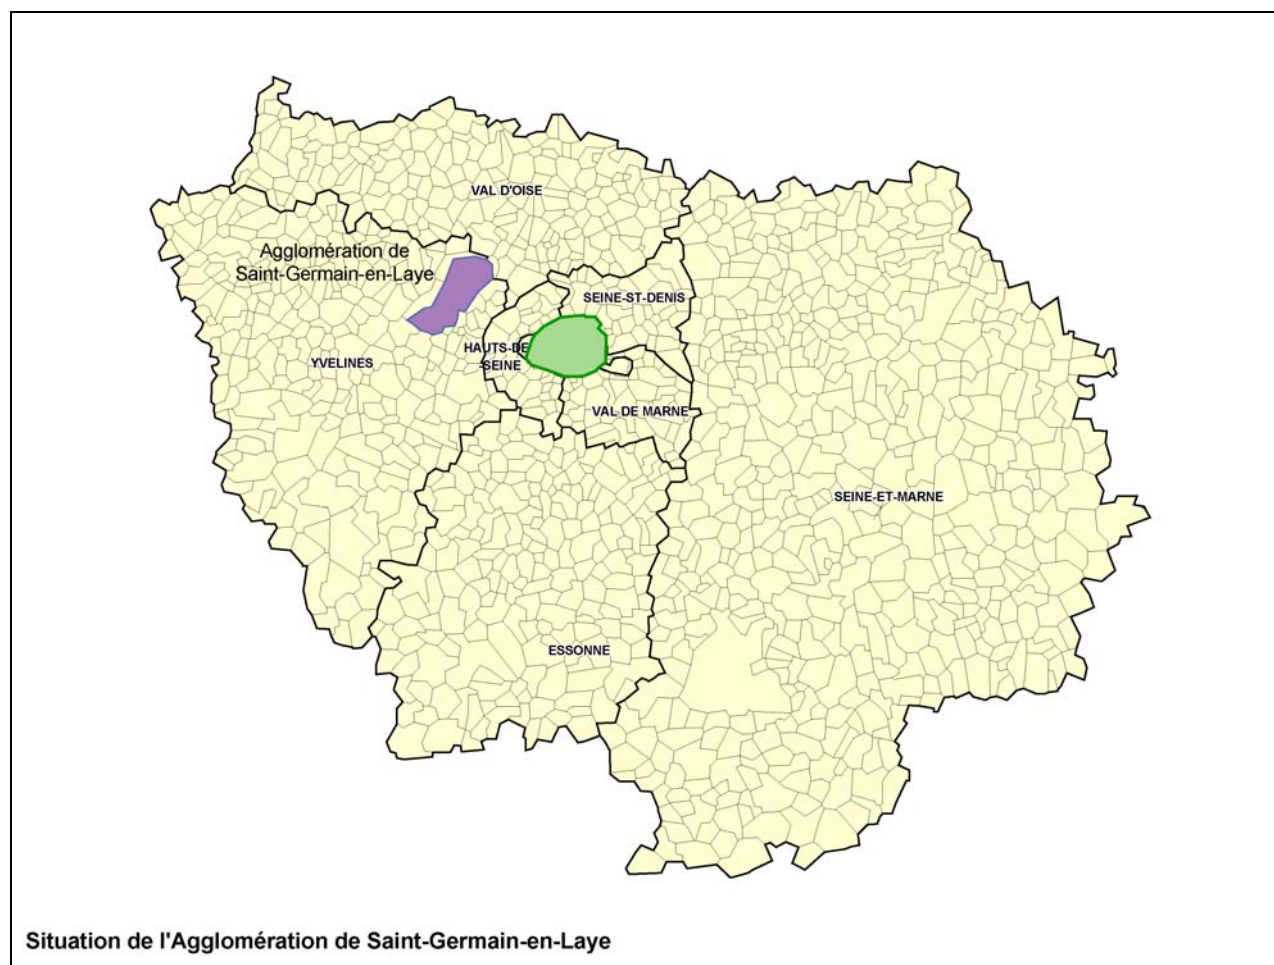 VAL D'OISE
Agglomération de
Saint-Germain-en-Laye
SEINE-ST-DENIS
HAUTS-DE
-SEINE
YVELINES
VAL DE MARNE
SEINE-ET-MARNE
ESSONNE
Situation de l'Agglomération de Saint-Germain-en-Laye